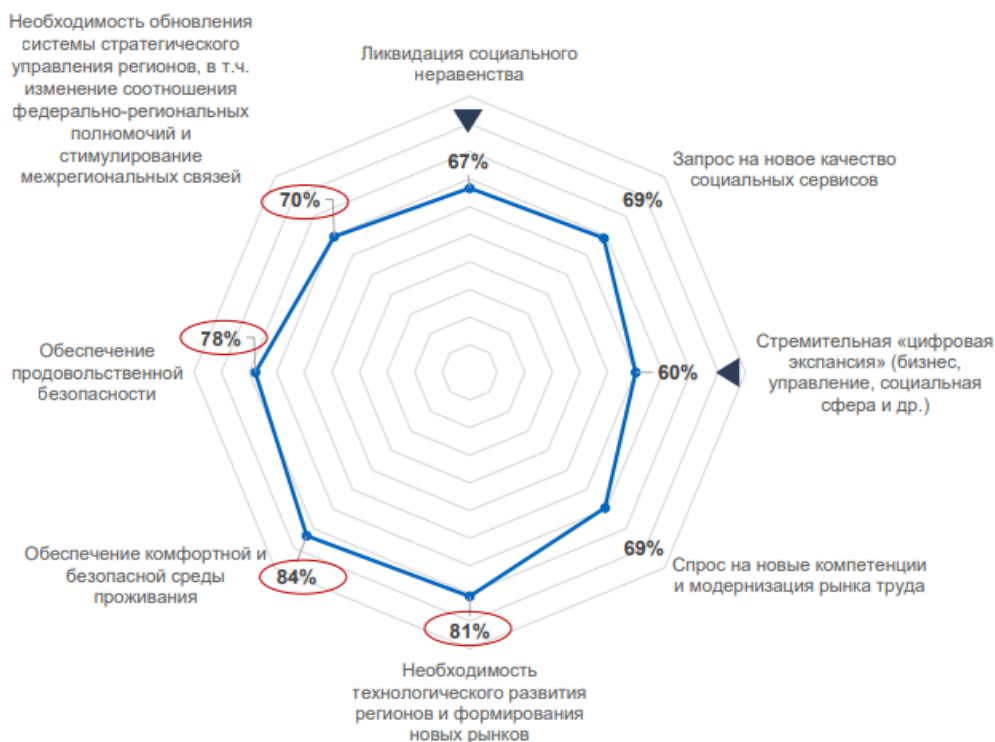 Необходимость обновления
системы стратегического
управления регионов, в т.ч.
изменение соотношения
федерально-региональных
полномочий и
стимулирование
межрегиональных связей
70%
Ликвидация социального
неравенства
67%
Запрос на новое качество
социальных сервисов
69%
Стремительная «цифровая
экспансия» (бизнес,
управление, социальная
сфера и др.)
60%
Спрос на новые компетенции
и модернизация рынка труда
69%
Необходимость
технологического развития
регионов и формирования
новых рынков
81%
Обеспечение комфортной и
безопасной среды
проживания
84%
Обеспечение
продовольственной
безопасности
78%